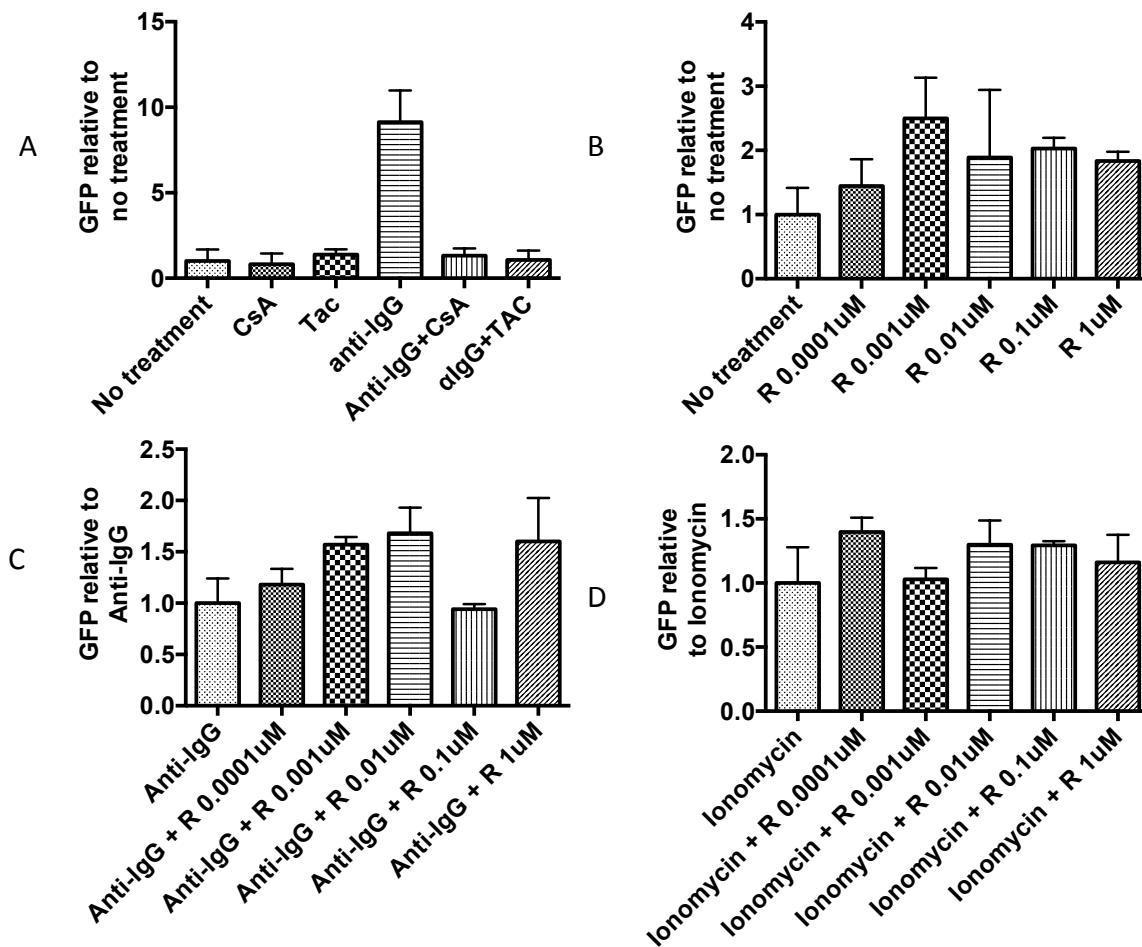 A
GFP relative to
no treatment
15
10
5
0
No treatment
CsA
Tac
anti-IgG
Anti-IgG+CsA
αIgG+TAC
B
GFP relative to
no treatment
4
3
2
1
0
No treatment
R 0.0001uM
R 0.001uM
R 0.01uM
R 0.1uM
R 1uM
C
GFP relative to
Anti-IgG
2.5
2.0
1.5
1.0
0.5
0.0
Anti-IgG
Anti-IgG + R 0.0001uM
Anti-IgG + R 0.001uM
Anti-IgG + R 0.01uM
Anti-IgG + R 0.1uM
Anti-IgG + R 1uM
D
GFP relative
to Ionomycin
2.0
1.5
1.0
0.5
0.0
Ionomycin
Ionomycin + R 0.0001uM
Ionomycin + R 0.001uM
Ionomycin + R 0.01uM
Ionomycin + R 0.1uM
Ionomycin + R 1uM